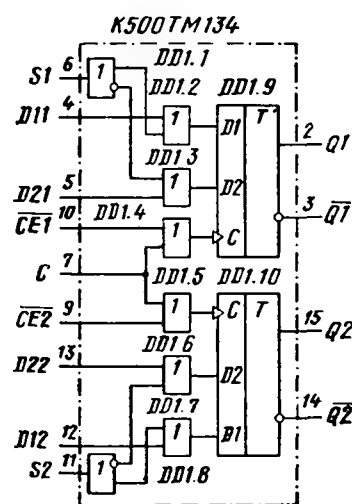 К500ТМ134
S1 6 1 DD1.1
DD1.2 DD1.9
D11 4 1 D1 T 2 Q1
DD1.3
D21 5 1 D2 3 Q1
CE1 10 DD1.4 1 C
C 7 DD1.5 DD1.10
CE2 9 1 C T 15 Q2
DD1.6
D22 13 1 D2 14 Q2
DD1.7
D12 12 1 B1
S2 11 1 DD1.8